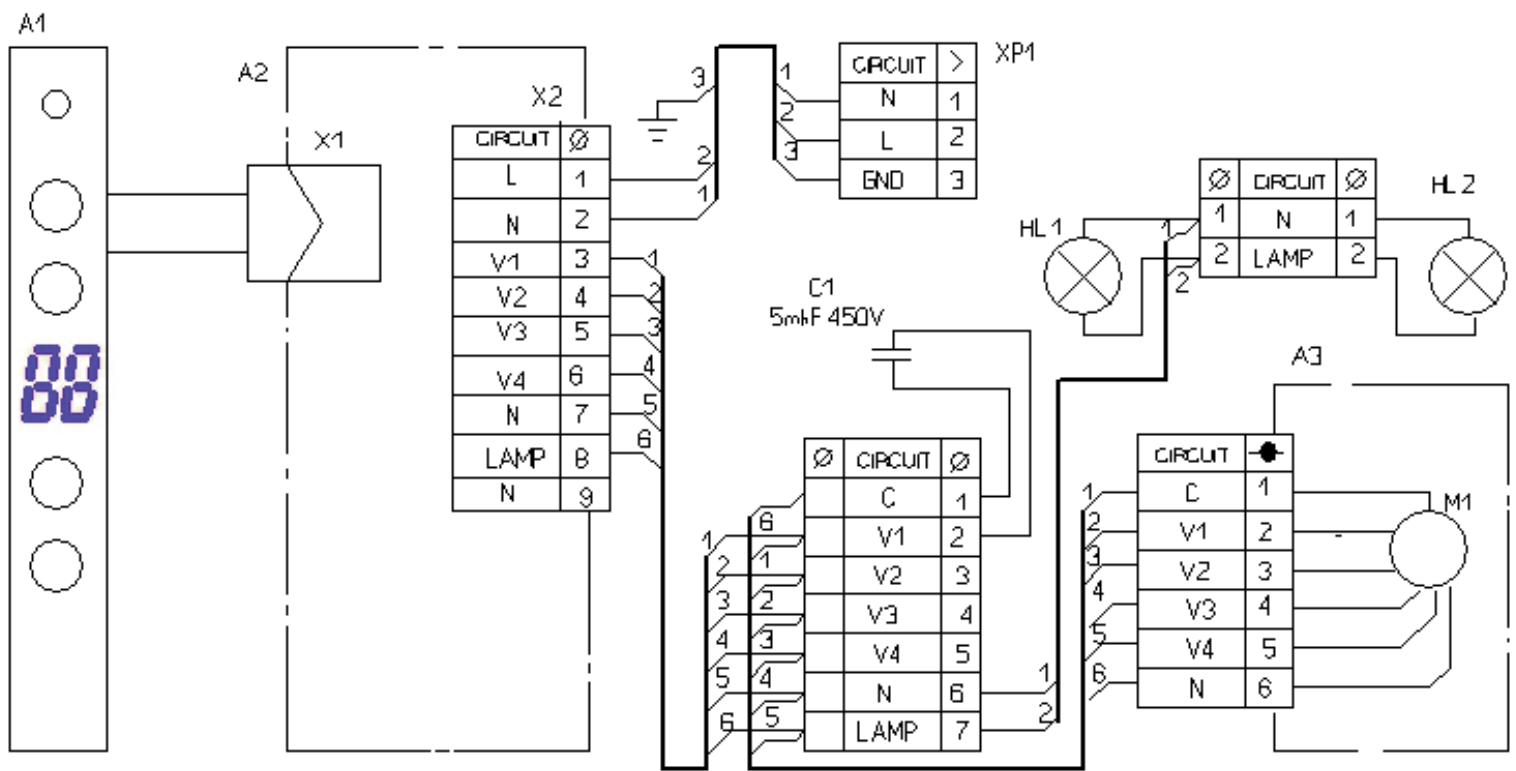 A1
A2
X1
X2
CIRCUIT Ø
L 1
N 2
V1 3
V2 4
V3 5
V4 6
N 7
LAMP 8
N 9
3
2
1
1
2
3
4
5
6
1
2
3
XP1
CIRCUIT >
N 1
L 2
GND 3
HL1
HL2
Ø CIRCUIT Ø
1 N 1
2 LAMP 2
1
2
C1
5mkF 450V
Ø CIRCUIT Ø
C 1
V1 2
V2 3
V3 4
V4 5
N 6
LAMP 7
1
2
3
4
5
6
6
1
2
3
4
5
1
2
A3
CIRCUIT
C 1
V1 2
V2 3
V3 4
V4 5
N 6
1
2
3
4
5
6
M1
00